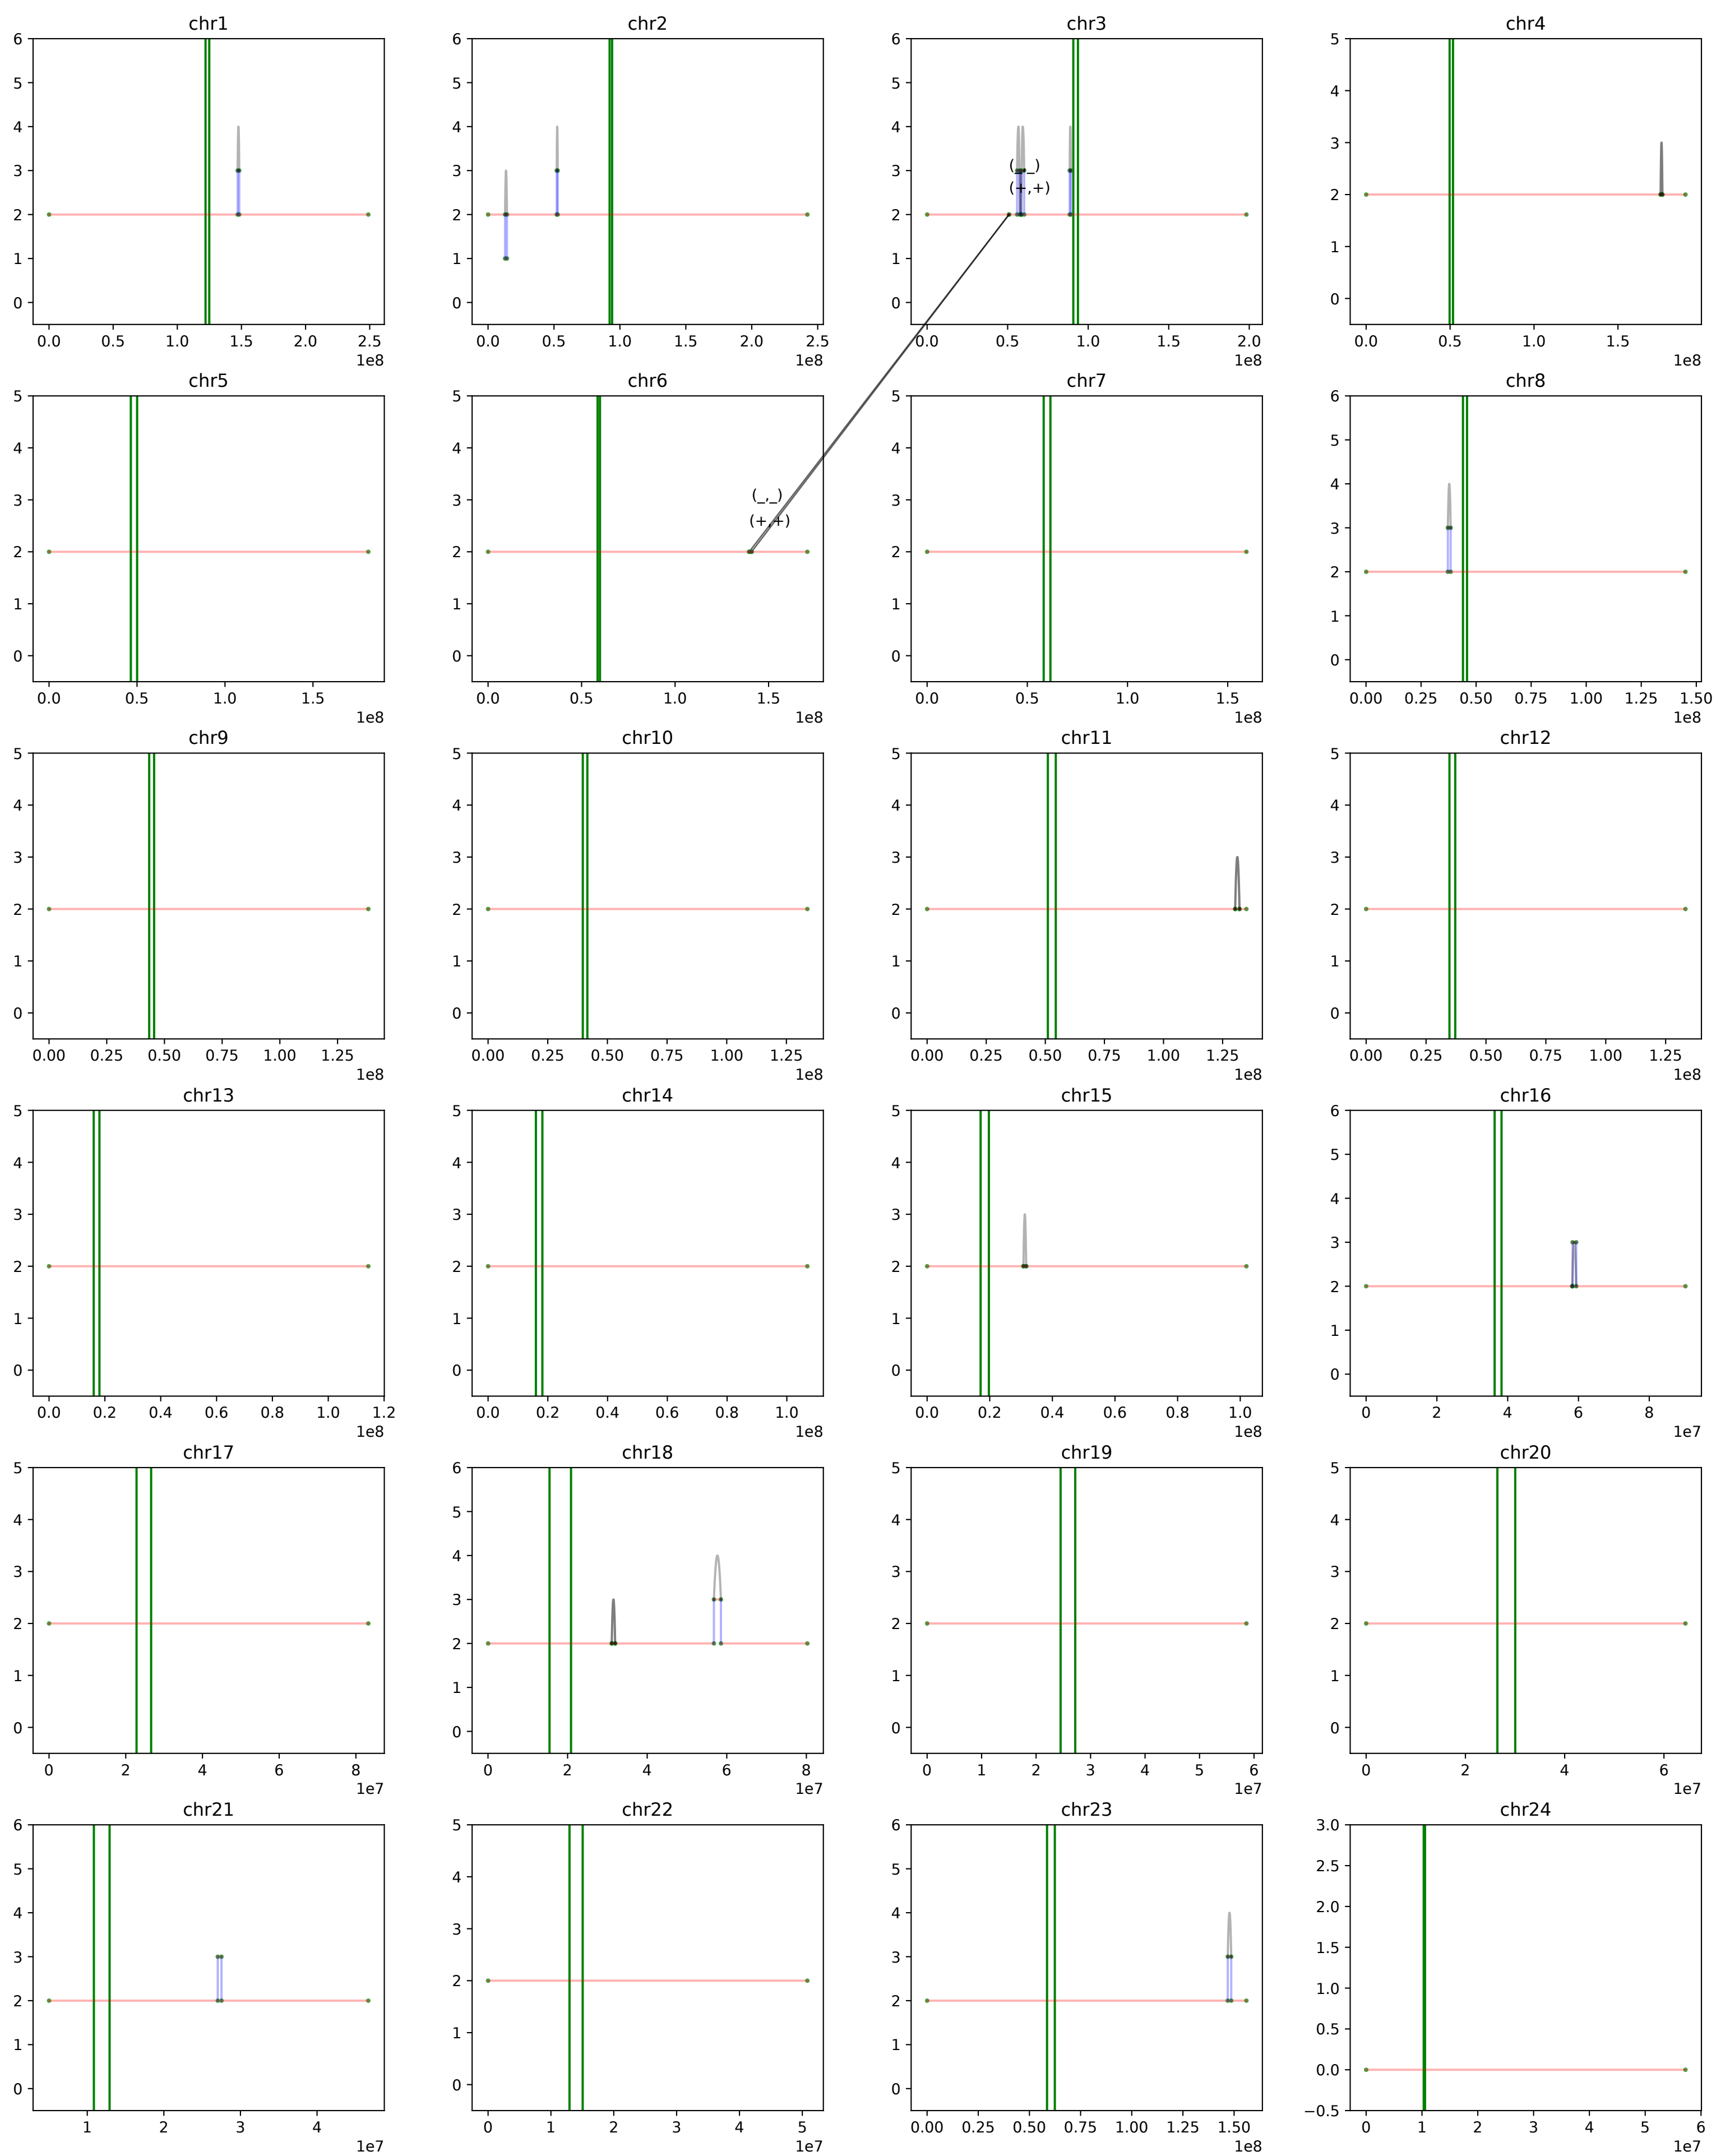 chr1 chr2 chr3 chr4
6 6 6 5
5 5 5 4
4 4 4 3
3 3 3 2
2 2 2 1
1 1 1 0
0 0 0
(_,_)
(+,+)
0.0 0.5 1.0 1.5 2.0 2.5 0.0 0.5 1.0 1.5 2.0 2.5 0.0 0.5 1.0 1.5 2.0 0.0 0.5 1.0 1.5
1e8 1e8 1e8 1e8
chr5 chr6 chr7 chr8
5 5 5 6
4 4 4 5
3 3 3 4
2 2 2 3
1 1 1 2
0 0 0 1
0
(_,_)
(+,+)
0.0 0.5 1.0 1.5 0.0 0.5 1.0 1.5 0.0 0.5 1.0 1.5 0.00 0.25 0.50 0.75 1.00 1.25 1.50
1e8 1e8 1e8 1e8
chr9 chr10 chr11 chr12
5 5 5 5
4 4 4 4
3 3 3 3
2 2 2 2
1 1 1 1
0 0 0 0
0.00 0.25 0.50 0.75 1.00 1.25 0.00 0.25 0.50 0.75 1.00 1.25 0.00 0.25 0.50 0.75 1.00 1.25 0.00 0.25 0.50 0.75 1.00 1.25
1e8 1e8 1e8 1e8
chr13 chr14 chr15 chr16
5 5 5 6
4 4 4 5
3 3 3 4
2 2 2 3
1 1 1 2
0 0 0 1
0
0.0 0.2 0.4 0.6 0.8 1.0 1.2 0.0 0.2 0.4 0.6 0.8 1.0 0.0 0.2 0.4 0.6 0.8 1.0 0 2 4 6 8
1e8 1e8 1e8 1e7
chr17 chr18 chr19 chr20
5 6 5 5
4 5 4 4
3 4 3 3
2 3 2 2
1 2 1 1
0 1 0 0
0
0 2 4 6 8 0 2 4 6 8 0 1 2 3 4 5 6 0 2 4 6
1e7 1e7 1e7 1e7
chr21 chr22 chr23 chr24
6 5 6 3.0
5 4 5 2.5
4 3 4 2.0
3 2 3 1.5
2 1 2 1.0
1 0 1 0.5
0 0 0.0
−0.5
1 2 3 4 0 1 2 3 4 5 0.00 0.25 0.50 0.75 1.00 1.25 1.50 0 1 2 3 4 5 6
1e7 1e7 1e8 1e7